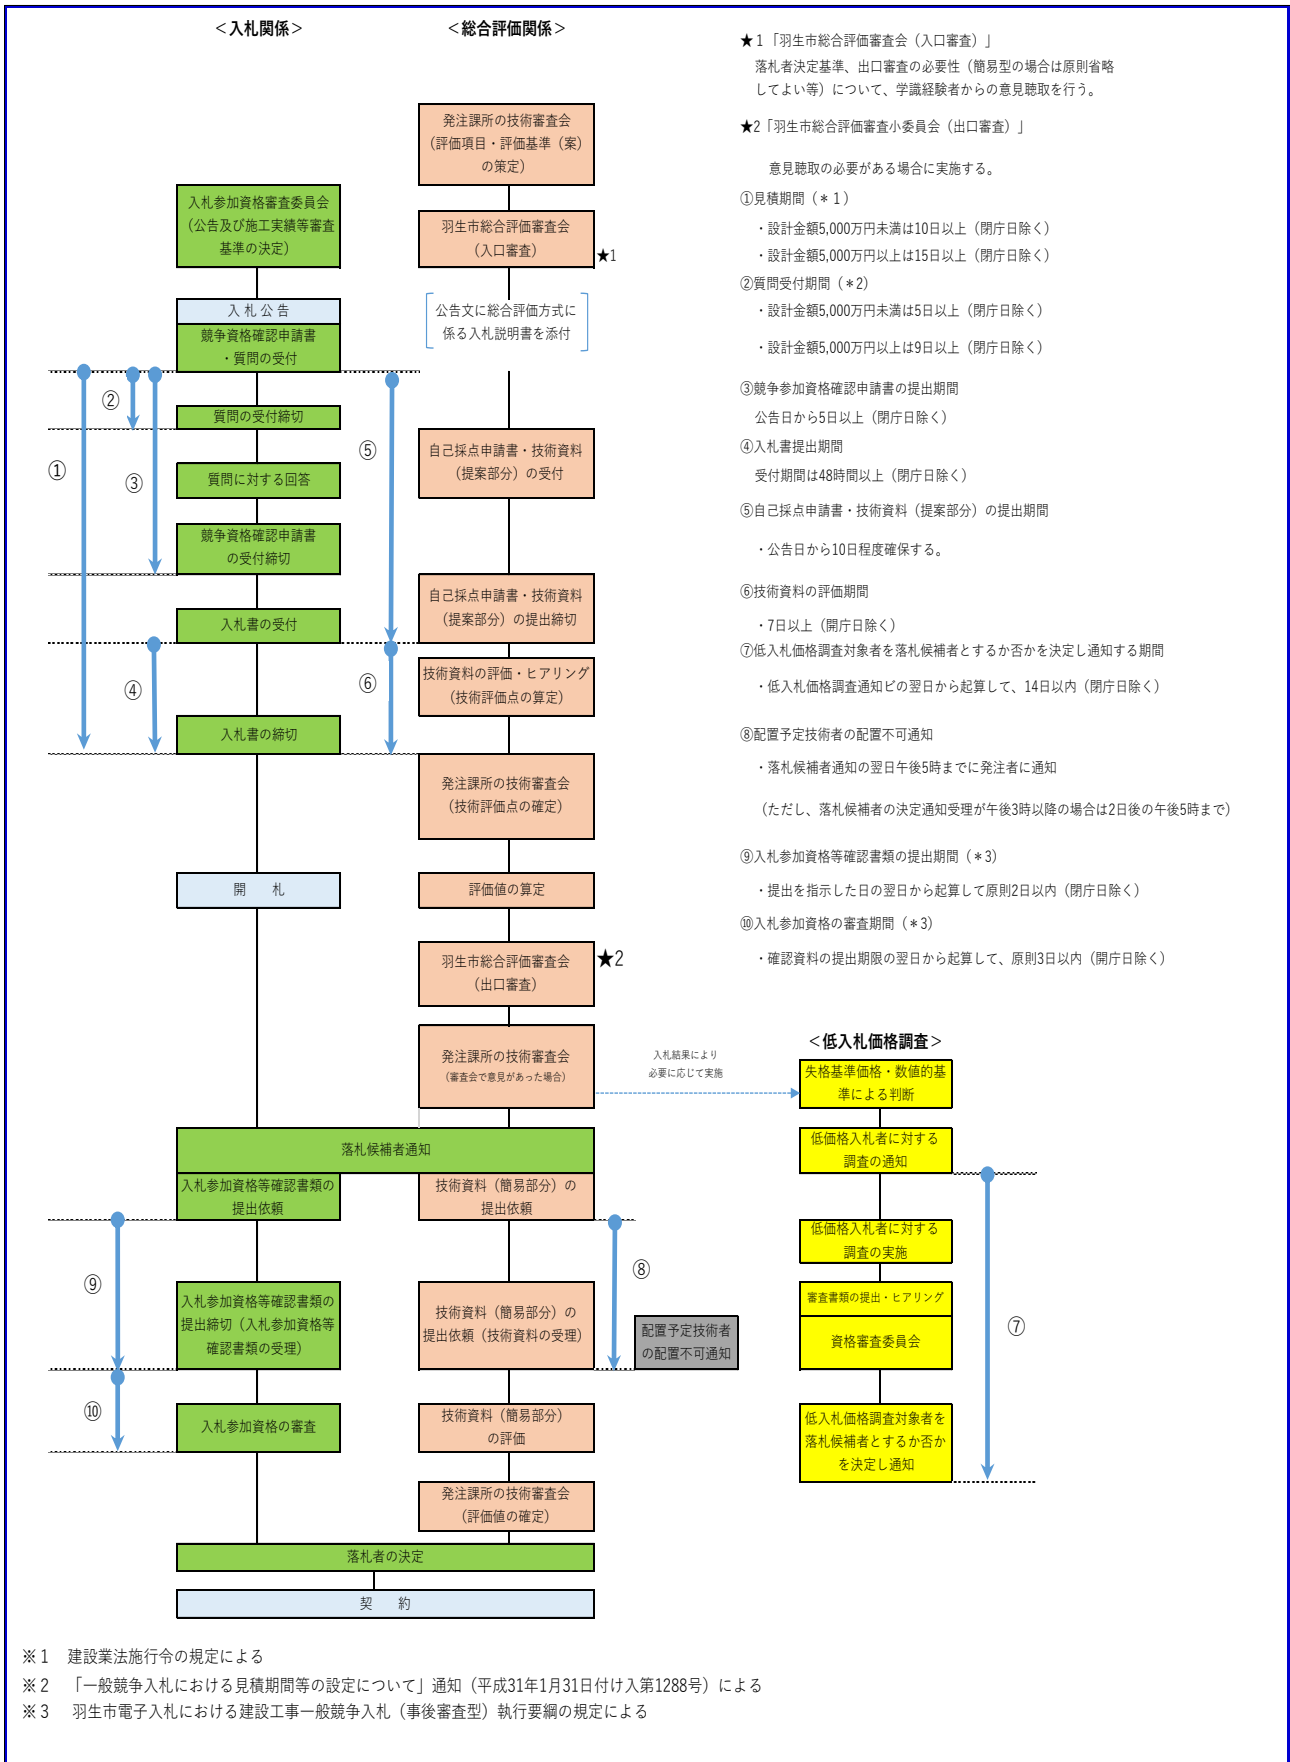 ＜入札関係＞
＜総合評価関係＞
発注課所の技術審査会
（評価項目・評価基準（案）
の策定）
入札参加資格審査委員会
（公告及び施工実績等審査
基準の決定）
羽生市総合評価審査会
（入口審査）
★1
入 札 公 告
競争資格確認申請書
・質問の受付
公告文に総合評価方式に
係る入札説明書を添付
②
質問の受付締切
①
③
⑤
自己採点申請書・技術資料
（提案部分）の受付
質問に対する回答
競争資格確認申請書
の受付締切
自己採点申請書・技術資料
（提案部分）の提出締切
入札書の受付
④
⑥
技術資料の評価・ヒアリング
（技術評価点の算定）
入札書の締切
発注課所の技術審査会
（技術評価点の確定）
開　　札
評価値の算定
羽生市総合評価審査会
（出口審査）
★2
発注課所の技術審査会
（審査会で意見があった場合）
入札結果により
必要に応じて実施
落札候補者通知
入札参加資格等確認書類の
提出依頼
技術資料（簡易部分）の
提出依頼
⑨
⑧
入札参加資格等確認書類の
提出締切（入札参加資格等
確認書類の受理）
技術資料（簡易部分）の
提出依頼（技術資料の受理）
配置予定技術者
の配置不可通知
⑩
入札参加資格の審査
技術資料（簡易部分）
の評価
発注課所の技術審査会
（評価値の確定）
落札者の決定
契　　約
★１「羽生市総合評価審査会（入口審査）」
落札者決定基準、出口審査の必要性（簡易型の場合は原則省略
してよい等）について、学識経験者からの意見聴取を行う。
★2「羽生市総合評価審査小委員会（出口審査）」
意見聴取の必要がある場合に実施する。
①見積期間（＊１）
・設計金額5,000万円未満は10日以上（閉庁日除く）
・設計金額5,000万円以上は15日以上（閉庁日除く）
②質問受付期間（＊2）
・設計金額5,000万円未満は5日以上（閉庁日除く）
・設計金額5,000万円以上は9日以上（閉庁日除く）
③競争参加資格確認申請書の提出期間
公告日から5日以上（閉庁日除く）
④入札書提出期間
受付期間は48時間以上（閉庁日除く）
⑤自己採点申請書・技術資料（提案部分）の提出期間
・公告日から10日程度確保する。
⑥技術資料の評価期間
・7日以上（開庁日除く）
⑦低入札価格調査対象者を落札候補者とするか否かを決定し通知する期間
・低入札価格調査通知ビの翌日から起算して、14日以内（閉庁日除く）
⑧配置予定技術者の配置不可通知
・落札候補者通知の翌日午後5時までに発注者に通知
（ただし、落札候補者の決定通知受理が午後3時以降の場合は2日後の午後5時まで）
⑨入札参加資格等確認書類の提出期間（＊3）
・提出を指示した日の翌日から起算して原則2日以内（閉庁日除く）
⑩入札参加資格の審査期間（＊3）
・確認資料の提出期限の翌日から起算して、原則3日以内（開庁日除く）
＜低入札価格調査＞
失格基準価格・数値的基
準による判断
低価格入札者に対する
調査の通知
低価格入札者に対する
調査の実施
審査書類の提出・ヒアリング
資格審査委員会
⑦
低入札価格調査対象者を
落札候補者とするか否か
を決定し通知
※１　建設業法施行令の規定による
※２　「一般競争入札における見積期間等の設定について」通知（平成31年1月31日付け入第1288号）による
※３　羽生市電子入札における建設工事一般競争入札（事後審査型）執行要綱の規定による